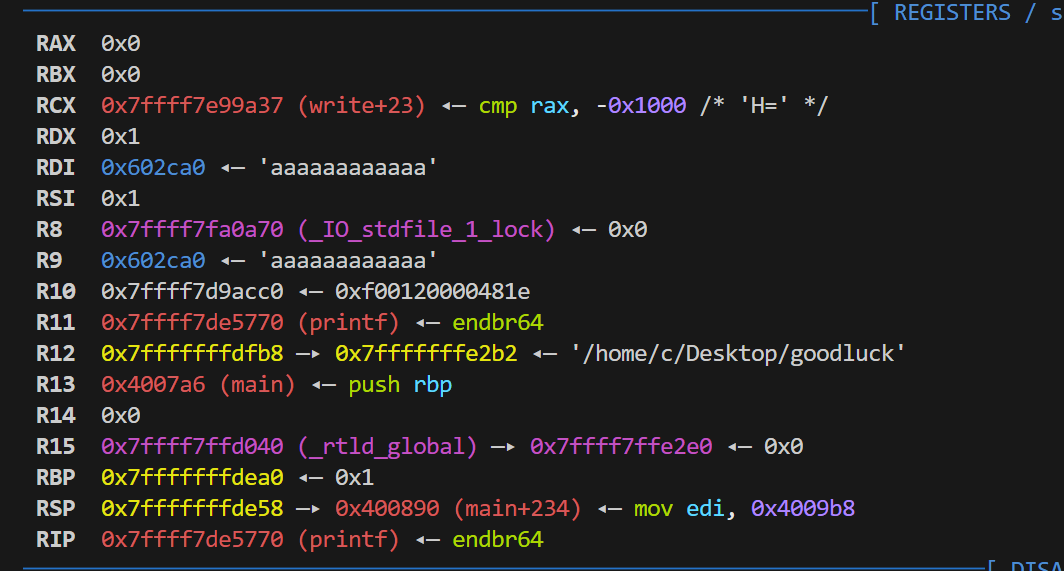 [ REGISTERS / s
RAX 0x0
RBX 0x0
RCX 0x7ffff7e99a37 (write+23) ◂— cmp rax, -0x1000 /* 'H=' */
RDX 0x1
RDI 0x602ca0 ◂— 'aaaaaaaaaaaa'
RSI 0x1
R8 0x7ffff7fa0a70 (_IO_stdfile_1_lock) ◂— 0x0
R9 0x602ca0 ◂— 'aaaaaaaaaaaa'
R10 0x7ffff7d9acc0 ◂— 0xf00120000481e
R11 0x7ffff7de5770 (printf) ◂— endbr64
R12 0x7fffffffdfb8 —▸ 0x7fffffffe2b2 ◂— '/home/c/Desktop/goodluck'
R13 0x4007a6 (main) ◂— push rbp
R14 0x0
R15 0x7ffff7ffd040 (_rtld_global) —▸ 0x7ffff7ffe2e0 ◂— 0x0
RBP 0x7fffffffdea0 ◂— 0x1
RSP 0x7fffffffde58 —▸ 0x400890 (main+234) ◂— mov edi, 0x4009b8
RIP 0x7ffff7de5770 (printf) ◂— endbr64
[ DISA